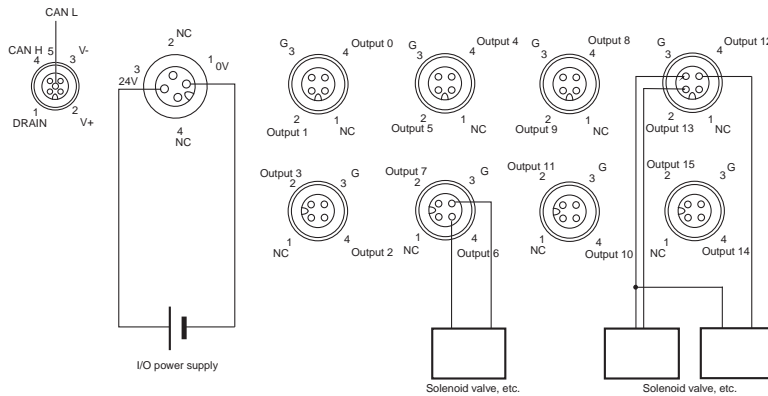 CAN L
CAN H 5 V-
4 3
1 2
DRAIN V+
NC
2
3 1 0V
24V
4
NC
I/O power supply
G
3 4 Output 0
2 1
Output 1 NC
G
3 4 Output 4
2 1
Output 5 NC
G
3 4 Output 8
2 1
Output 9 NC
G
3 4 Output 12
2 1
Output 13 NC
Output 3
2 3 G
1 4
NC Output 2
Output 7
2 3 G
1 4
NC Output 6
Output 11
2 3 G
1 4
NC Output 10
Output 15
2 3 G
1 4
NC Output 14
Solenoid valve, etc.
Solenoid valve, etc.